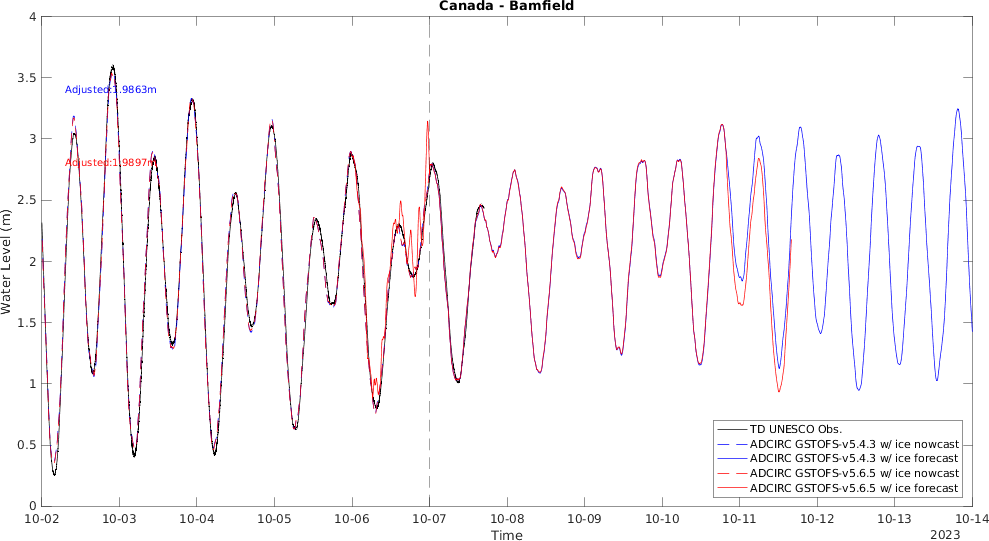 Canada - Bamfield
4
3.5
3
2.5
2
1.5
1
0.5
0
Water Level (m)
Adjusted:1.9863m
Adjusted:1.9897m
TD UNESCO Obs.
ADCIRC GSTOFS-v5.4.3 w/ ice nowcast
ADCIRC GSTOFS-v5.4.3 w/ ice forecast
ADCIRC GSTOFS-v5.6.5 w/ ice nowcast
ADCIRC GSTOFS-v5.6.5 w/ ice forecast
10-02 10-03 10-04 10-05 10-06 10-07 10-08 10-09 10-10 10-11 10-12 10-13 10-14
Time
2023